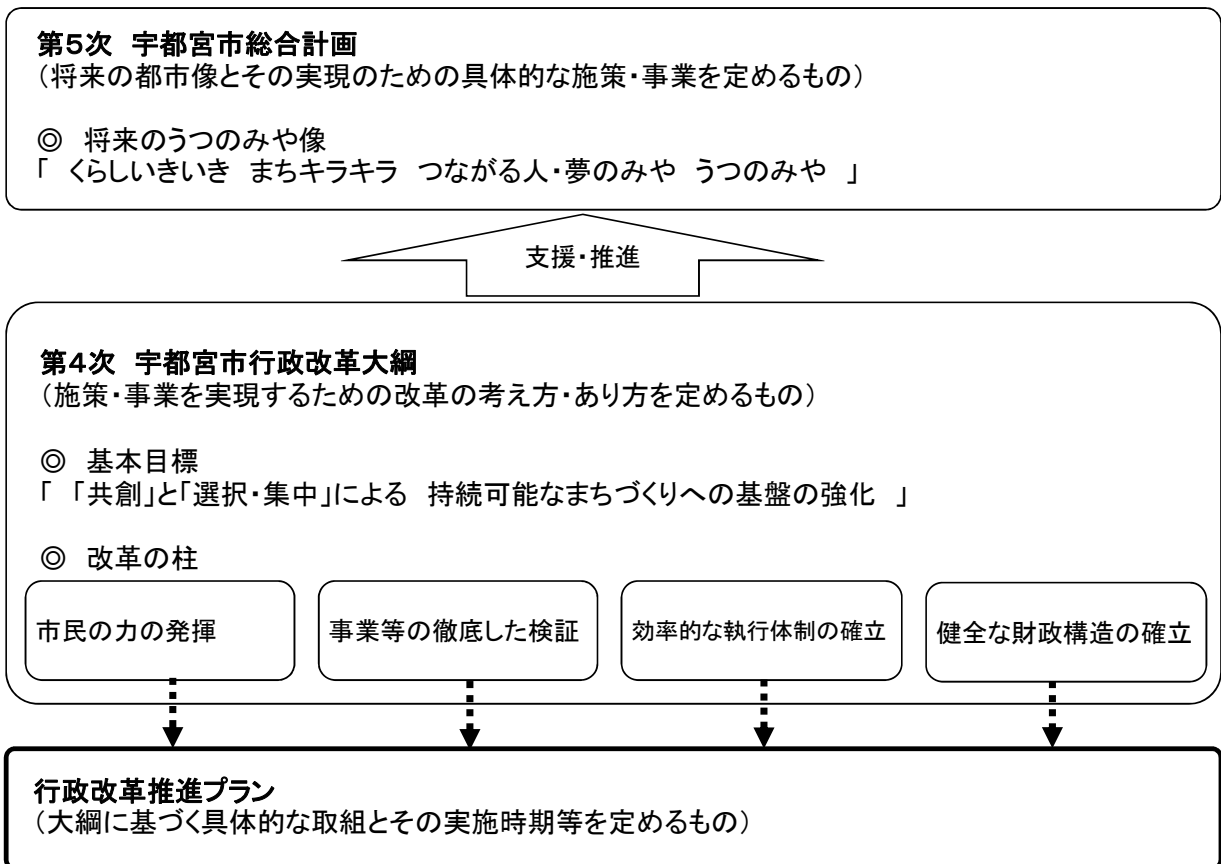 第5次 宇都宮市総合計画
(将来の都市像とその実現のための具体的な施策・事業を定めるもの)
◎ 将来のうつのみや像
「 くらしいきいき まちキラキラ つながる人・夢のみや うつのみや 」
支援・推進
第4次 宇都宮市行政改革大綱
(施策・事業を実現するための改革の考え方・あり方を定めるもの)
◎ 基本目標
「 「共創」と「選択・集中」による 持続可能なまちづくりへの基盤の強化 」
◎ 改革の柱
市民の力の発揮
事業等の徹底した検証
効率的な執行体制の確立
健全な財政構造の確立
行政改革推進プラン
(大綱に基づく具体的な取組とその実施時期等を定めるもの)